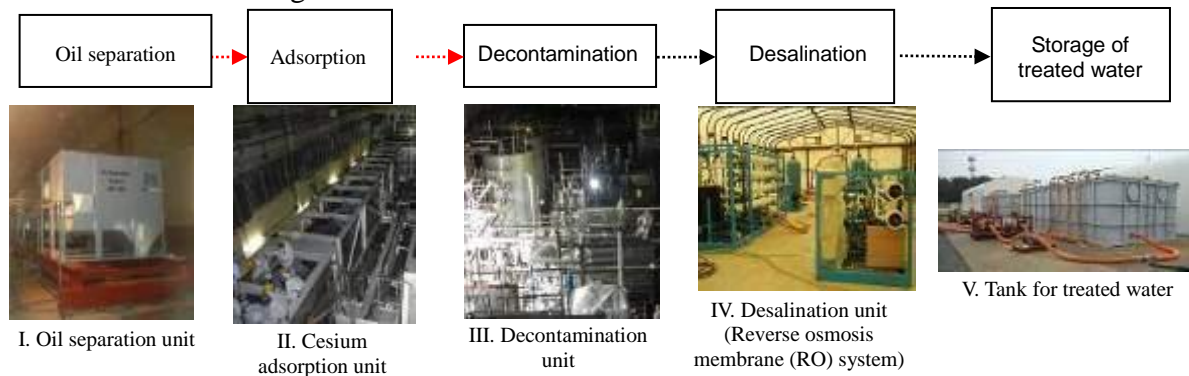 Oil separation
Adsorption
Decontamination
Desalination
Storage of
treated water
I. Oil separation unit
II. Cesium
adsorption unit
III. Decontamination
unit
IV. Desalination unit
(Reverse osmosis
membrane (RO) system)
V. Tank for treated water